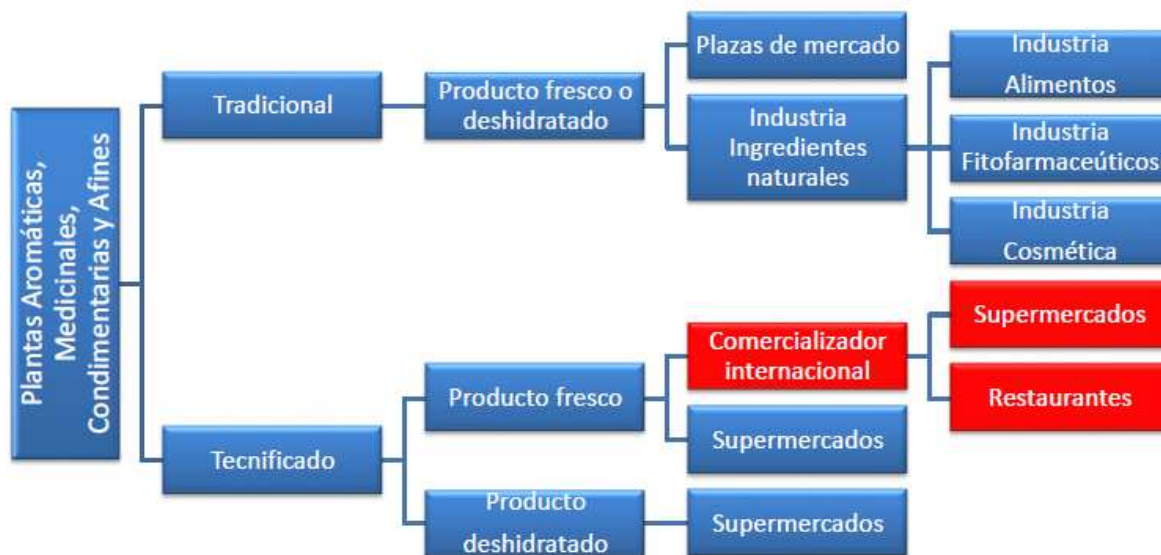 Plantas Aromáticas,
Medicinales,
Condimentarias y Afines
Tradicional
Producto fresco o
deshidratado
Plazas de mercado
Industria
Ingredientes
naturales
Industria
Alimentos
Industria
Fitofarmaceúticos
Industria
Cosmética
Tecnificado
Producto fresco
Comercializador
internacional
Supermercados
Restaurantes
Supermercados
Producto
deshidratado
Supermercados